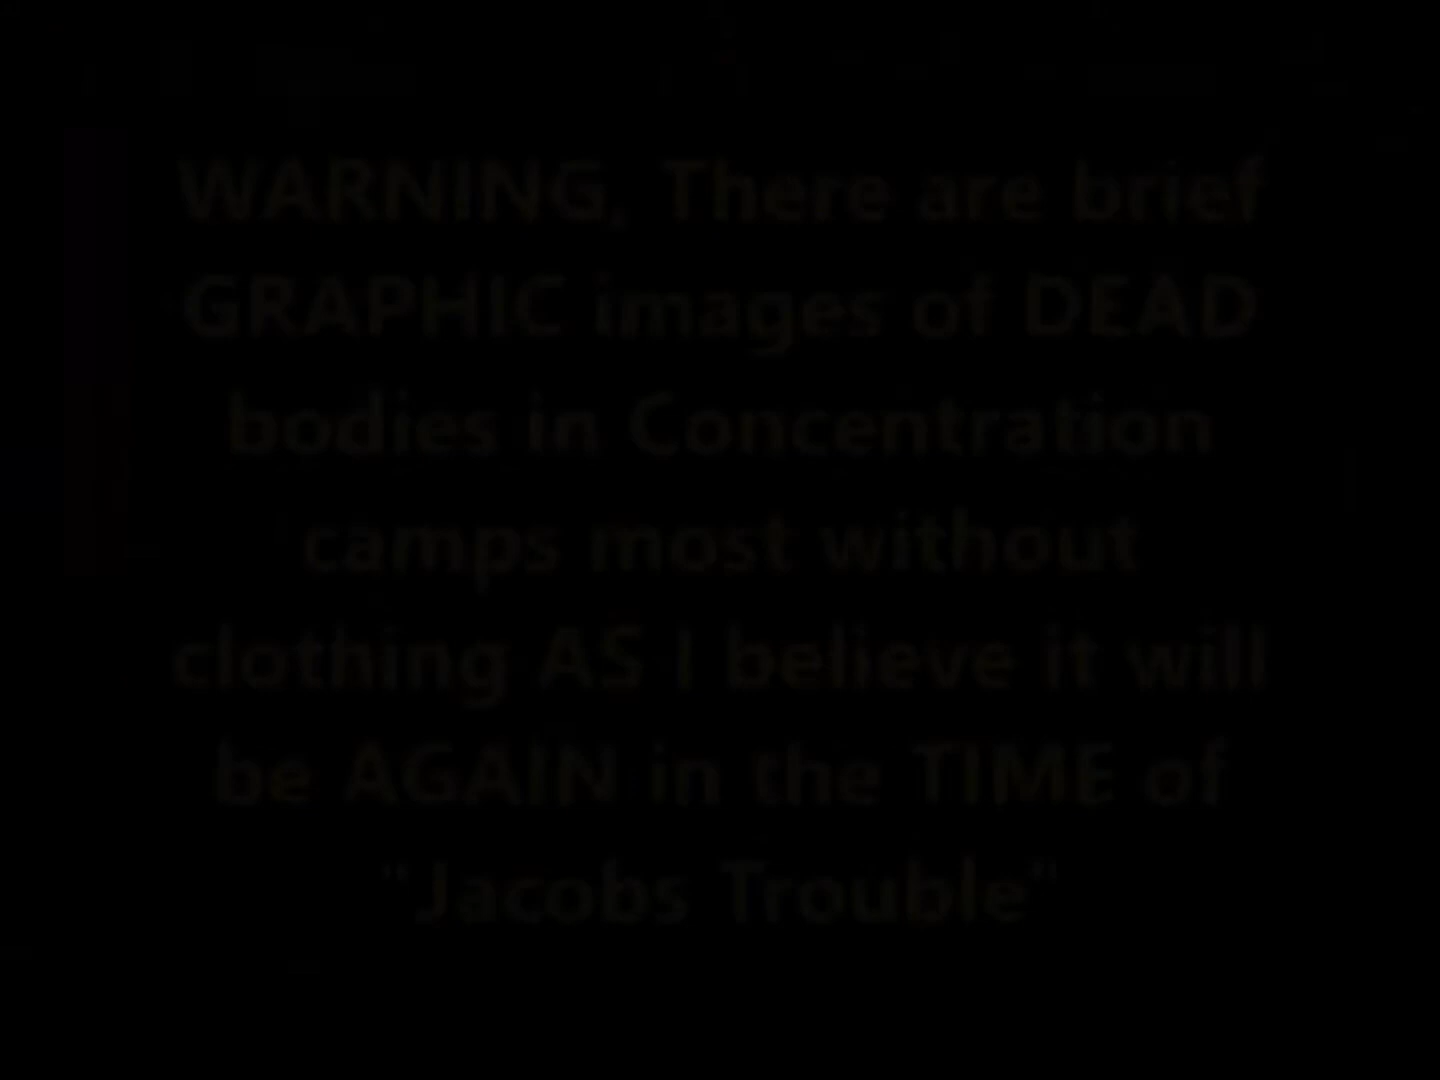 WARNING, There are brief
GRAPHIC images of DEAD
bodies in Concentration
camps most without
clothing AS I believe it will
be AGAIN in the TIME of
"Jacobs Trouble"